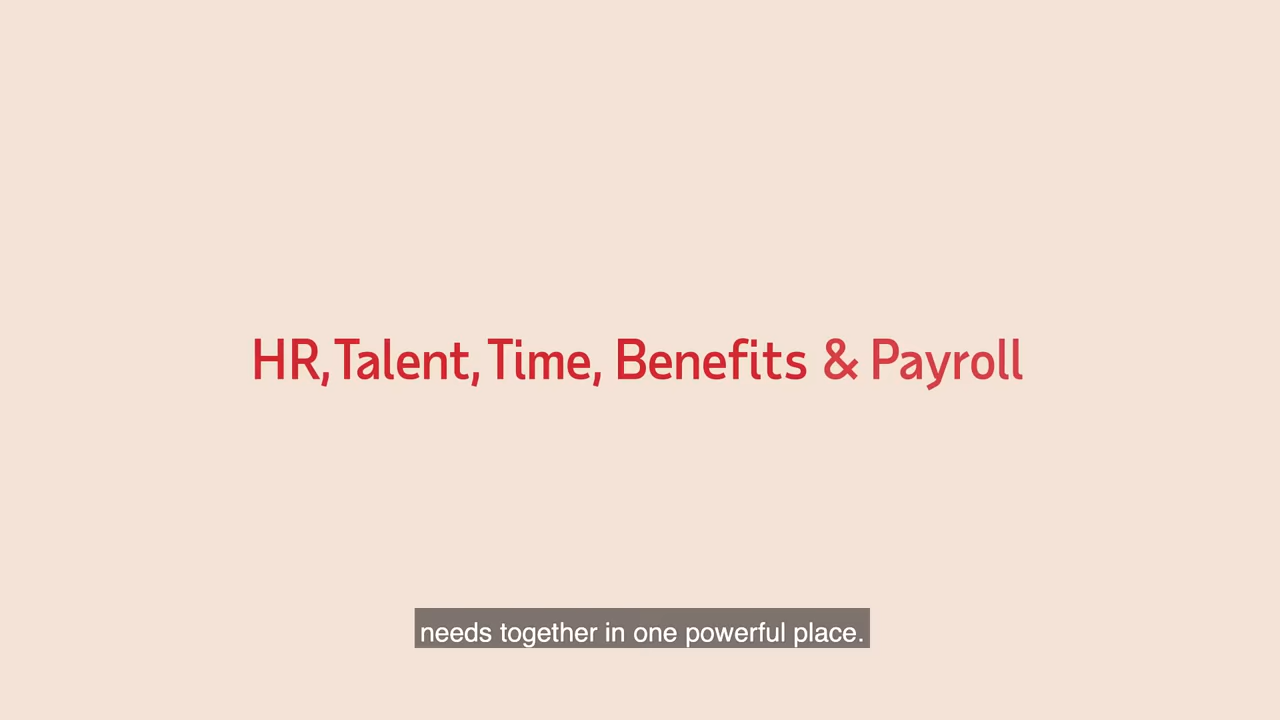 HR, Talent, Time, Benefits & Payroll
needs together in one powerful place.